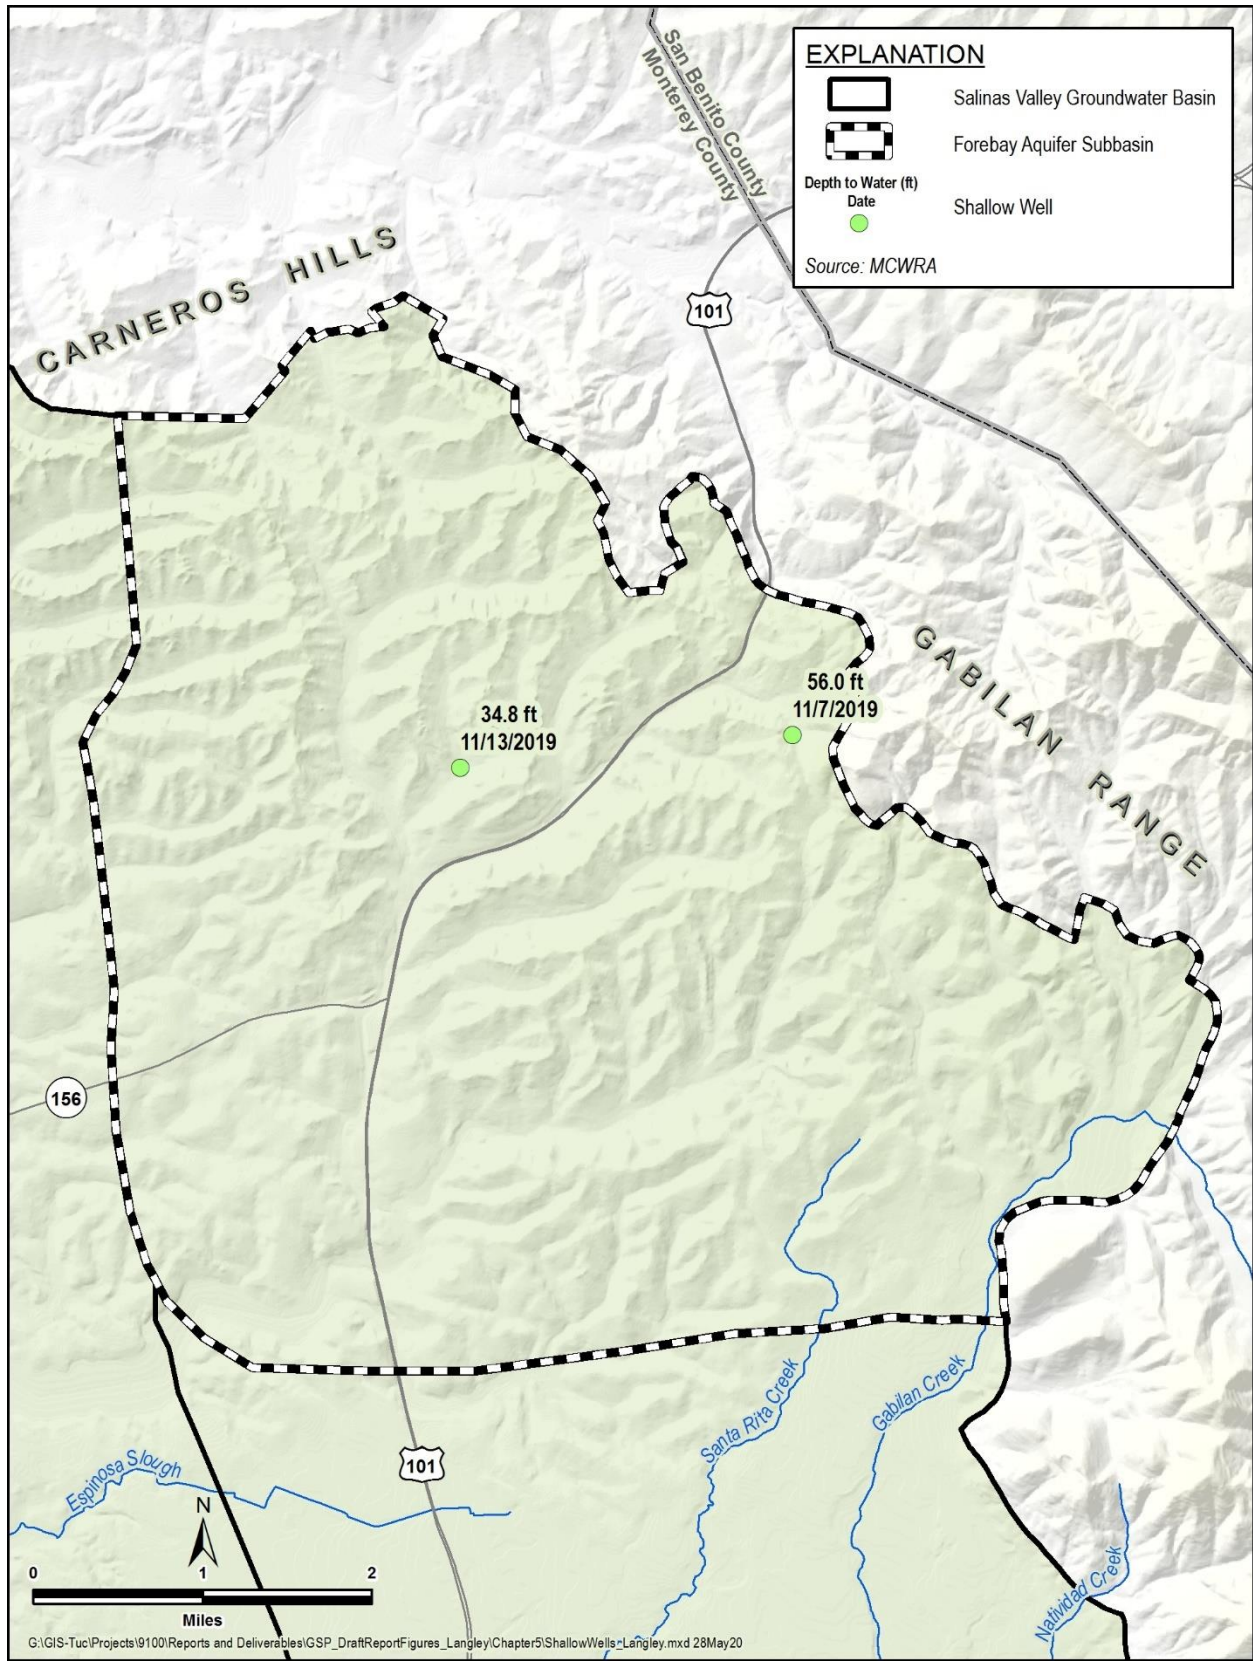 San Benito County
Monterey County
EXPLANATION
Salinas Valley Groundwater Basin
Forebay Aquifer Subbasin
Depth to Water (ft)
Date
Shallow Well
Source: MCWRA
CARNEROS HILLS
101
GABILAN RANGE
56.0 ft
11/7/2019
34.8 ft
11/13/2019
156
Santa Rita Creek
Gabilan Creek
101
Espinosa Slough
Natividad Creek
N
0 1 2
Miles
G:\GIS-Tuc\Projects\9100\Reports and Deliverables\GSP_DraftReportFigures_Langley\Chapter5\ShallowWells_Langley.mxd 28May20